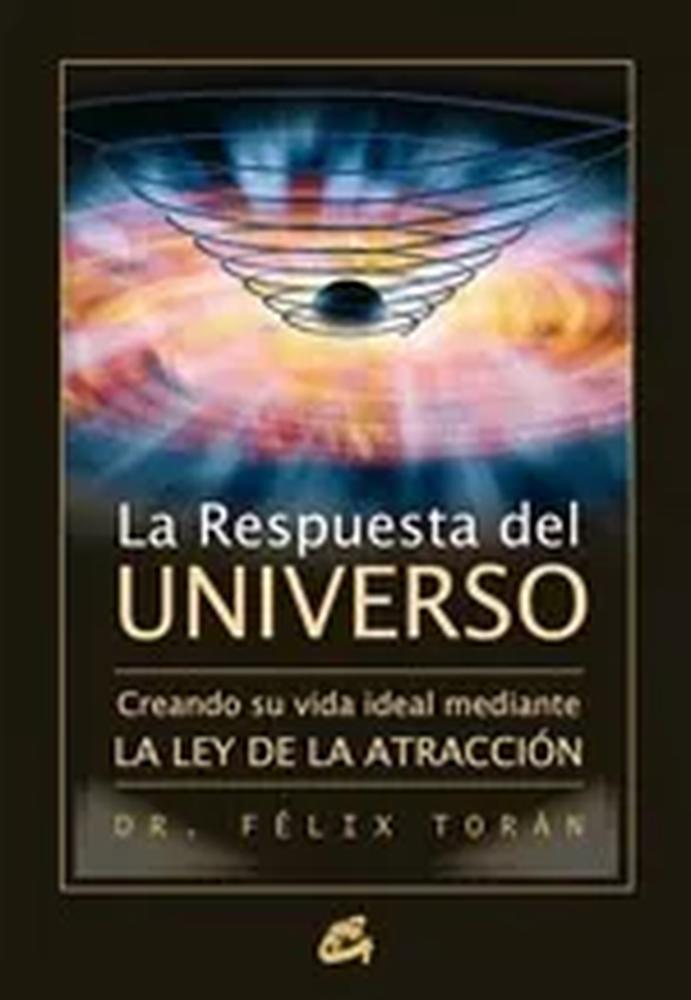 La Respuesta del
UNIVERSO
Creando su vida ideal mediante
LA LEY DE LA ATRACCIÓN
DR. FÉLIX TORÁN